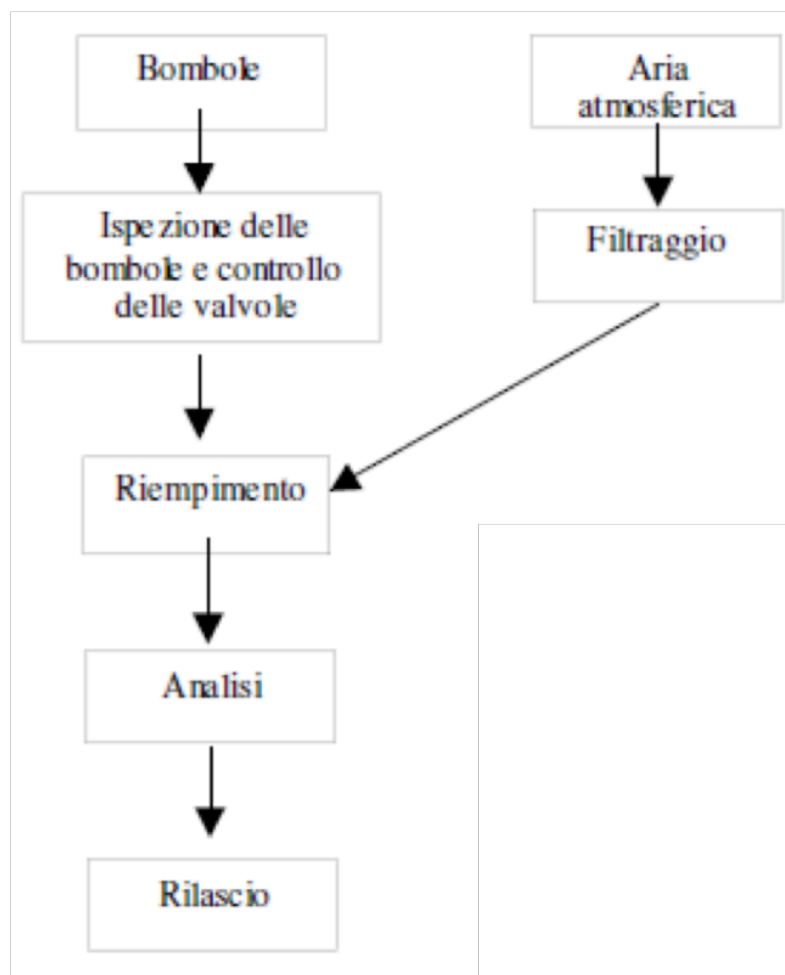 Bombole
Aria
atmosferica
Ispezione delle
bombole e controllo
delle valvole
Filtraggio
Riempimento
Analisi
Rilascio